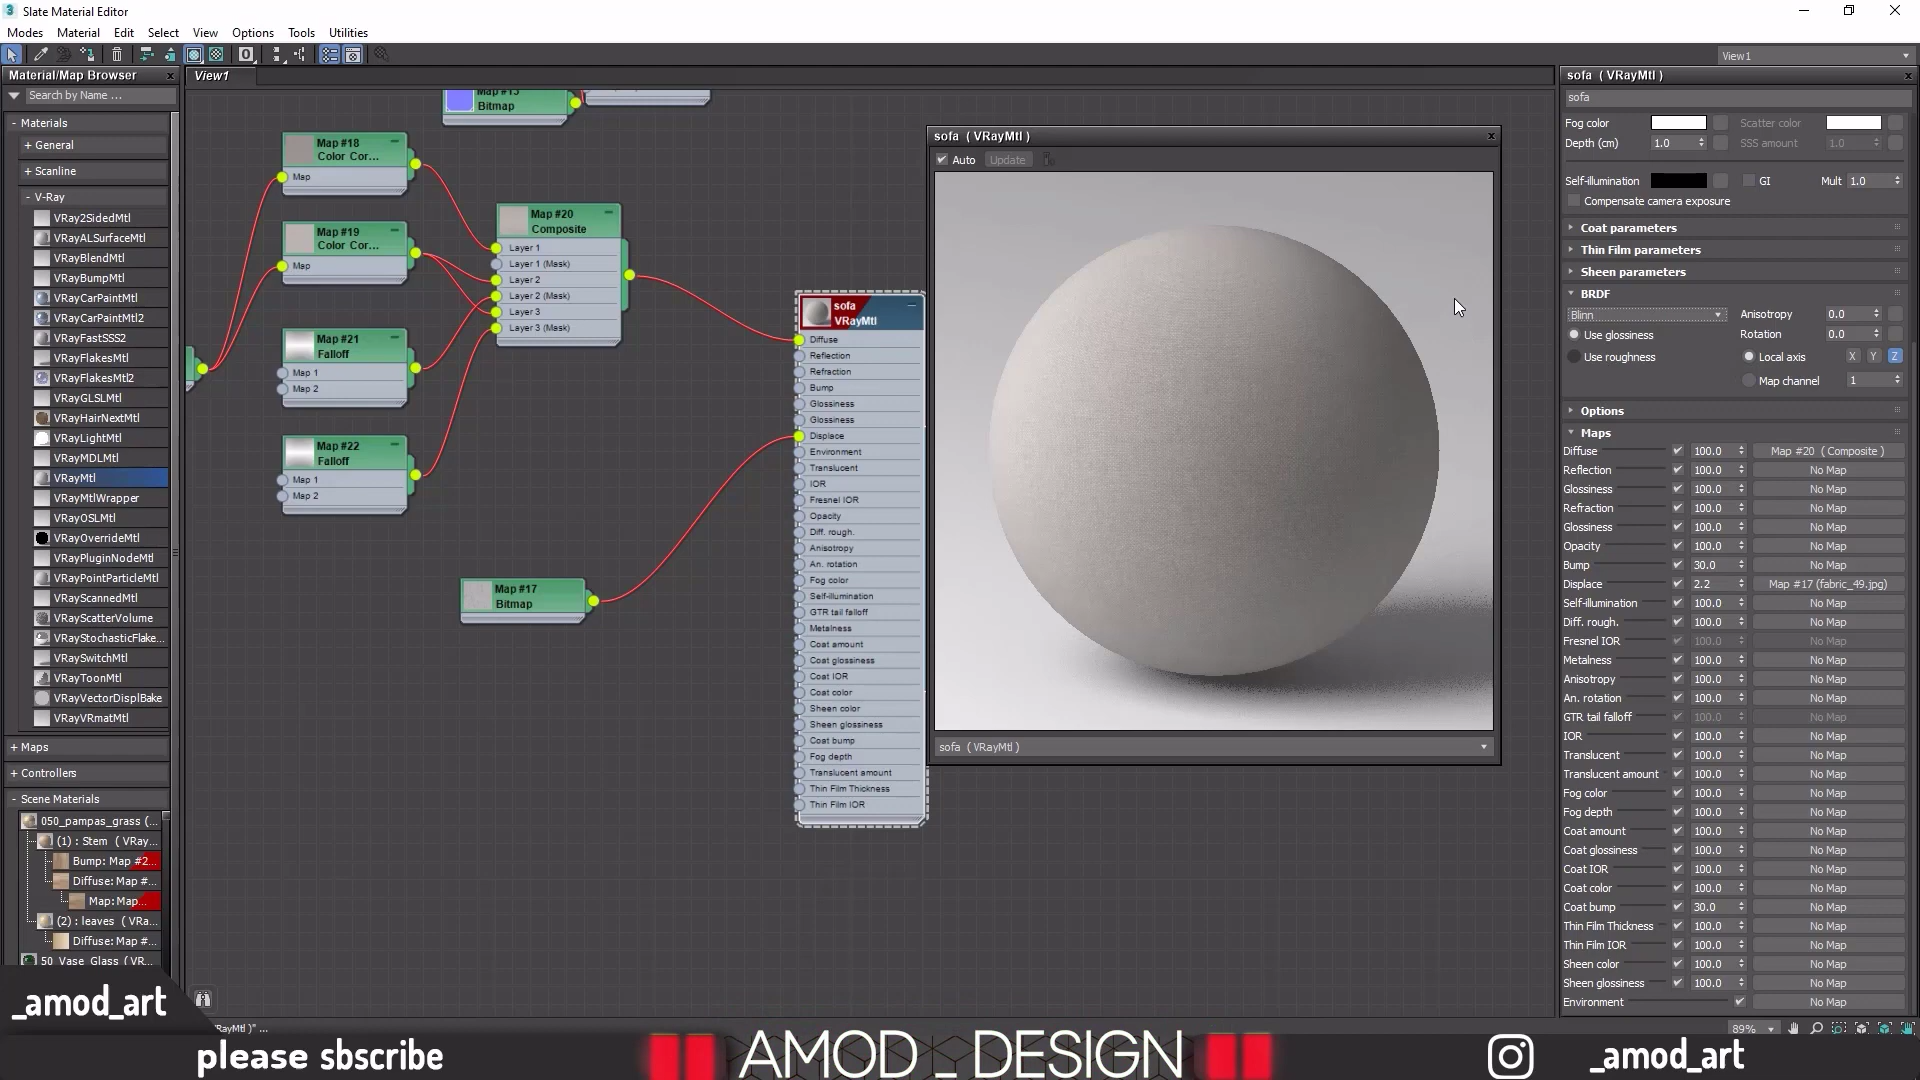 Slate Material Editor
Modes Material Edit Select View Options Tools Utilities
View1
Material/Map Browser
Search by Name ...
- Materials
+ General
+ Scanline
- V-Ray
VRay2SidedMtl
VRayALSurfaceMtl
VRayBlendMtl
VRayBumpMtl
VRayCarPaintMtl
VRayCarPaintMtl2
VRayFastSSS2
VRayFlakesMtl
VRayFlakesMtl2
VRayGLSLMtl
VRayHairNextMtl
VRayLightMtl
VRayMDLMtl
VRayMtl
VRayMtlWrapper
VRayOSLMtl
VRayOverrideMtl
VRayPluginNodeMtl
VRayPointParticleMtl
VRayScannedMtl
VRayScatterVolume
VRayStochasticFlake...
VRaySwitchMtl
VRayToonMtl
VRayVectorDisplBake
VRayVRmatMtl
+ Maps
+ Controllers
- Scene Materials
050_pampas_grass (...
(1) : Stem ( VRay...
Bump: Map #2...
Diffuse: Map #...
Map: Map...
(2) : leaves ( VRa...
Diffuse: Map #...
50_Vase_Glass (VR...
View1
Map #13
Bitmap
Map #18
Color Cor...
Map
Map #19
Color Cor...
Map
Map #21
Falloff
Map 1
Map 2
Map #22
Falloff
Map 1
Map 2
Map #20
Composite
Layer 1
Layer 1 (Mask)
Layer 2
Layer 2 (Mask)
Layer 3
Layer 3 (Mask)
Map #17
Bitmap
sofa
VRayMtl
Diffuse
Reflection
Refraction
Bump
Glossiness
Glossiness
Displace
Environment
Translucent
IOR
Fresnel IOR
Opacity
Diff. rough.
Anisotropy
An. rotation
Fog color
Self-illumination
GTR tail falloff
Metalness
Coat amount
Coat glossiness
Coat IOR
Coat color
Sheen color
Sheen glossiness
Coat bump
Fog depth
Translucent amount
Thin Film Thickness
Thin Film IOR
sofa ( VRayMtl )
Auto Update
sofa ( VRayMtl )
sofa ( VRayMtl )
sofa
Fog color Scatter color
Depth (cm) 1.0 SSS amount 1.0
Self-illumination GI Mult 1.0
Compensate camera exposure
Coat parameters
Thin Film parameters
Sheen parameters
BRDF
Blinn Anisotropy 0.0
Use glossiness Rotation 0.0
Use roughness Local axis X Y Z
Map channel 1
Options
Maps
Diffuse 100.0 Map #20 ( Composite )
Reflection 100.0 No Map
Glossiness 100.0 No Map
Refraction 100.0 No Map
Glossiness 100.0 No Map
Opacity 100.0 No Map
Bump 30.0 No Map
Displace 2.2 Map #17 (fabric_49.jpg)
Self-illumination 100.0 No Map
Diff. rough. 100.0 No Map
Fresnel IOR 100.0 No Map
Metalness 100.0 No Map
Anisotropy 100.0 No Map
An. rotation 100.0 No Map
GTR tail falloff 100.0 No Map
IOR 100.0 No Map
Translucent 100.0 No Map
Translucent amount 100.0 No Map
Fog color 100.0 No Map
Fog depth 100.0 No Map
Coat amount 100.0 No Map
Coat glossiness 100.0 No Map
Coat IOR 100.0 No Map
Coat color 100.0 No Map
Coat bump 30.0 No Map
Thin Film Thickness 100.0 No Map
Thin Film IOR 100.0 No Map
Sheen color 100.0 No Map
Sheen glossiness 100.0 No Map
Environment No Map
_amod_art
RayMtl )" ...
89%
please sbscribe
AMOD _ DESIGN
_amod_art